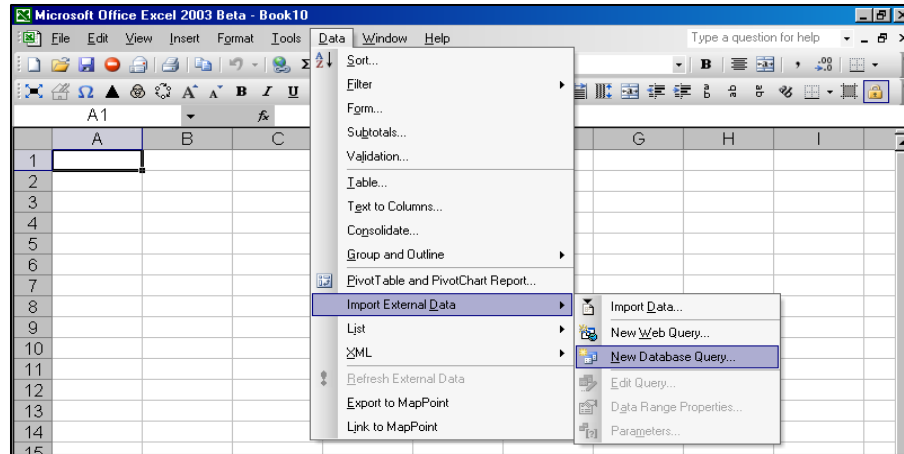 Microsoft Office Excel 2003 Beta - Book10
File Edit View Insert Format Tools Data Window Help Type a question for help
A1 fx
A B C G H I
1
2
3
4
5
6
7
8
9
10
11
12
13
14
15
Sort...
Filter
Form...
Subtotals...
Validation...
Table...
Text to Columns...
Consolidate...
Group and Outline
PivotTable and PivotChart Report...
Import External Data
List
XML
Refresh External Data
Export to MapPoint
Link to MapPoint
Import Data...
New Web Query...
New Database Query...
Edit Query...
Data Range Properties...
Parameters...